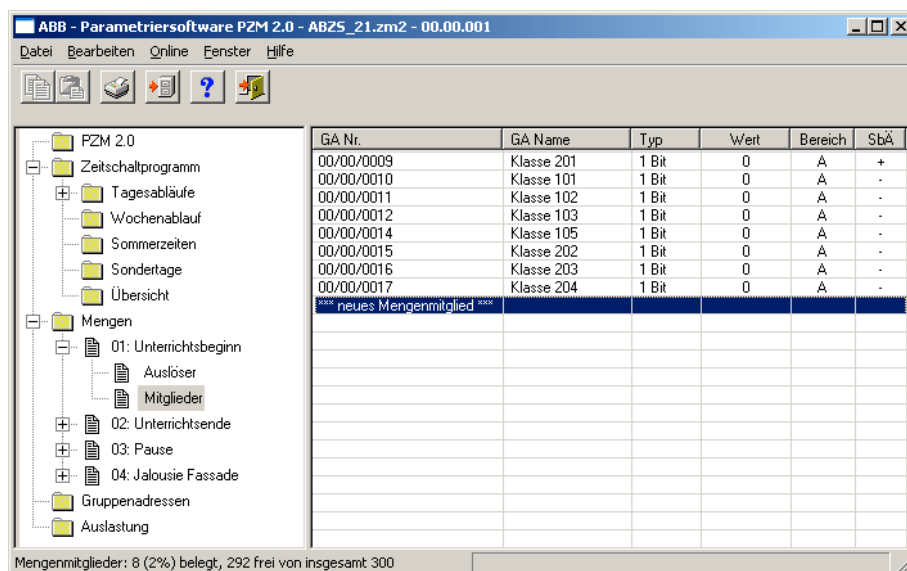 ABB - Parametriersoftware PZM 2.0 - ABZS_21.zm2 - 00.00.001
Datei Bearbeiten Online Fenster Hilfe
PZM 2.0
Zeitschaltprogramm
Tagesabläufe
Wochenablauf
Sommerzeiten
Sondertage
Übersicht
Mengen
01: Unterrichtsbeginn
Auslöser
Mitglieder
02: Unterrichtsende
03: Pause
04: Jalousie Fassade
Gruppenadressen
Auslastung
GA Nr. GA Name Typ Wert Bereich SbÄ
00/00/0009 Klasse 201 1 Bit 0 A +
00/00/0010 Klasse 101 1 Bit 0 A -
00/00/0011 Klasse 102 1 Bit 0 A -
00/00/0012 Klasse 103 1 Bit 0 A -
00/00/0014 Klasse 105 1 Bit 0 A -
00/00/0015 Klasse 202 1 Bit 0 A -
00/00/0016 Klasse 203 1 Bit 0 A -
00/00/0017 Klasse 204 1 Bit 0 A -
*** neues Mengenmitglied ***
Mengenmitglieder: 8 (2%) belegt, 292 frei von insgesamt 300